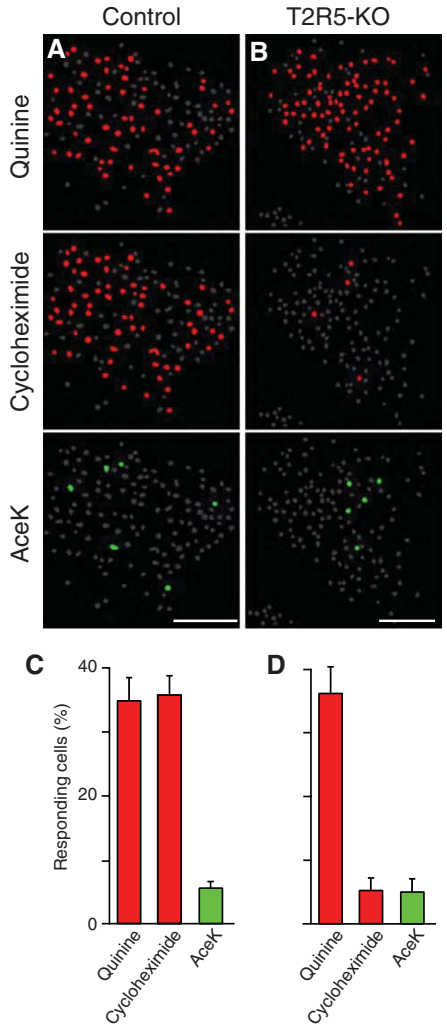 Control
T2R5-KO
A
B
Quinine
Cycloheximide
AceK
C
D
Responding cells (%)
40
20
0
Quinine
Cycloheximide
AceK
Quinine
Cycloheximide
AceK